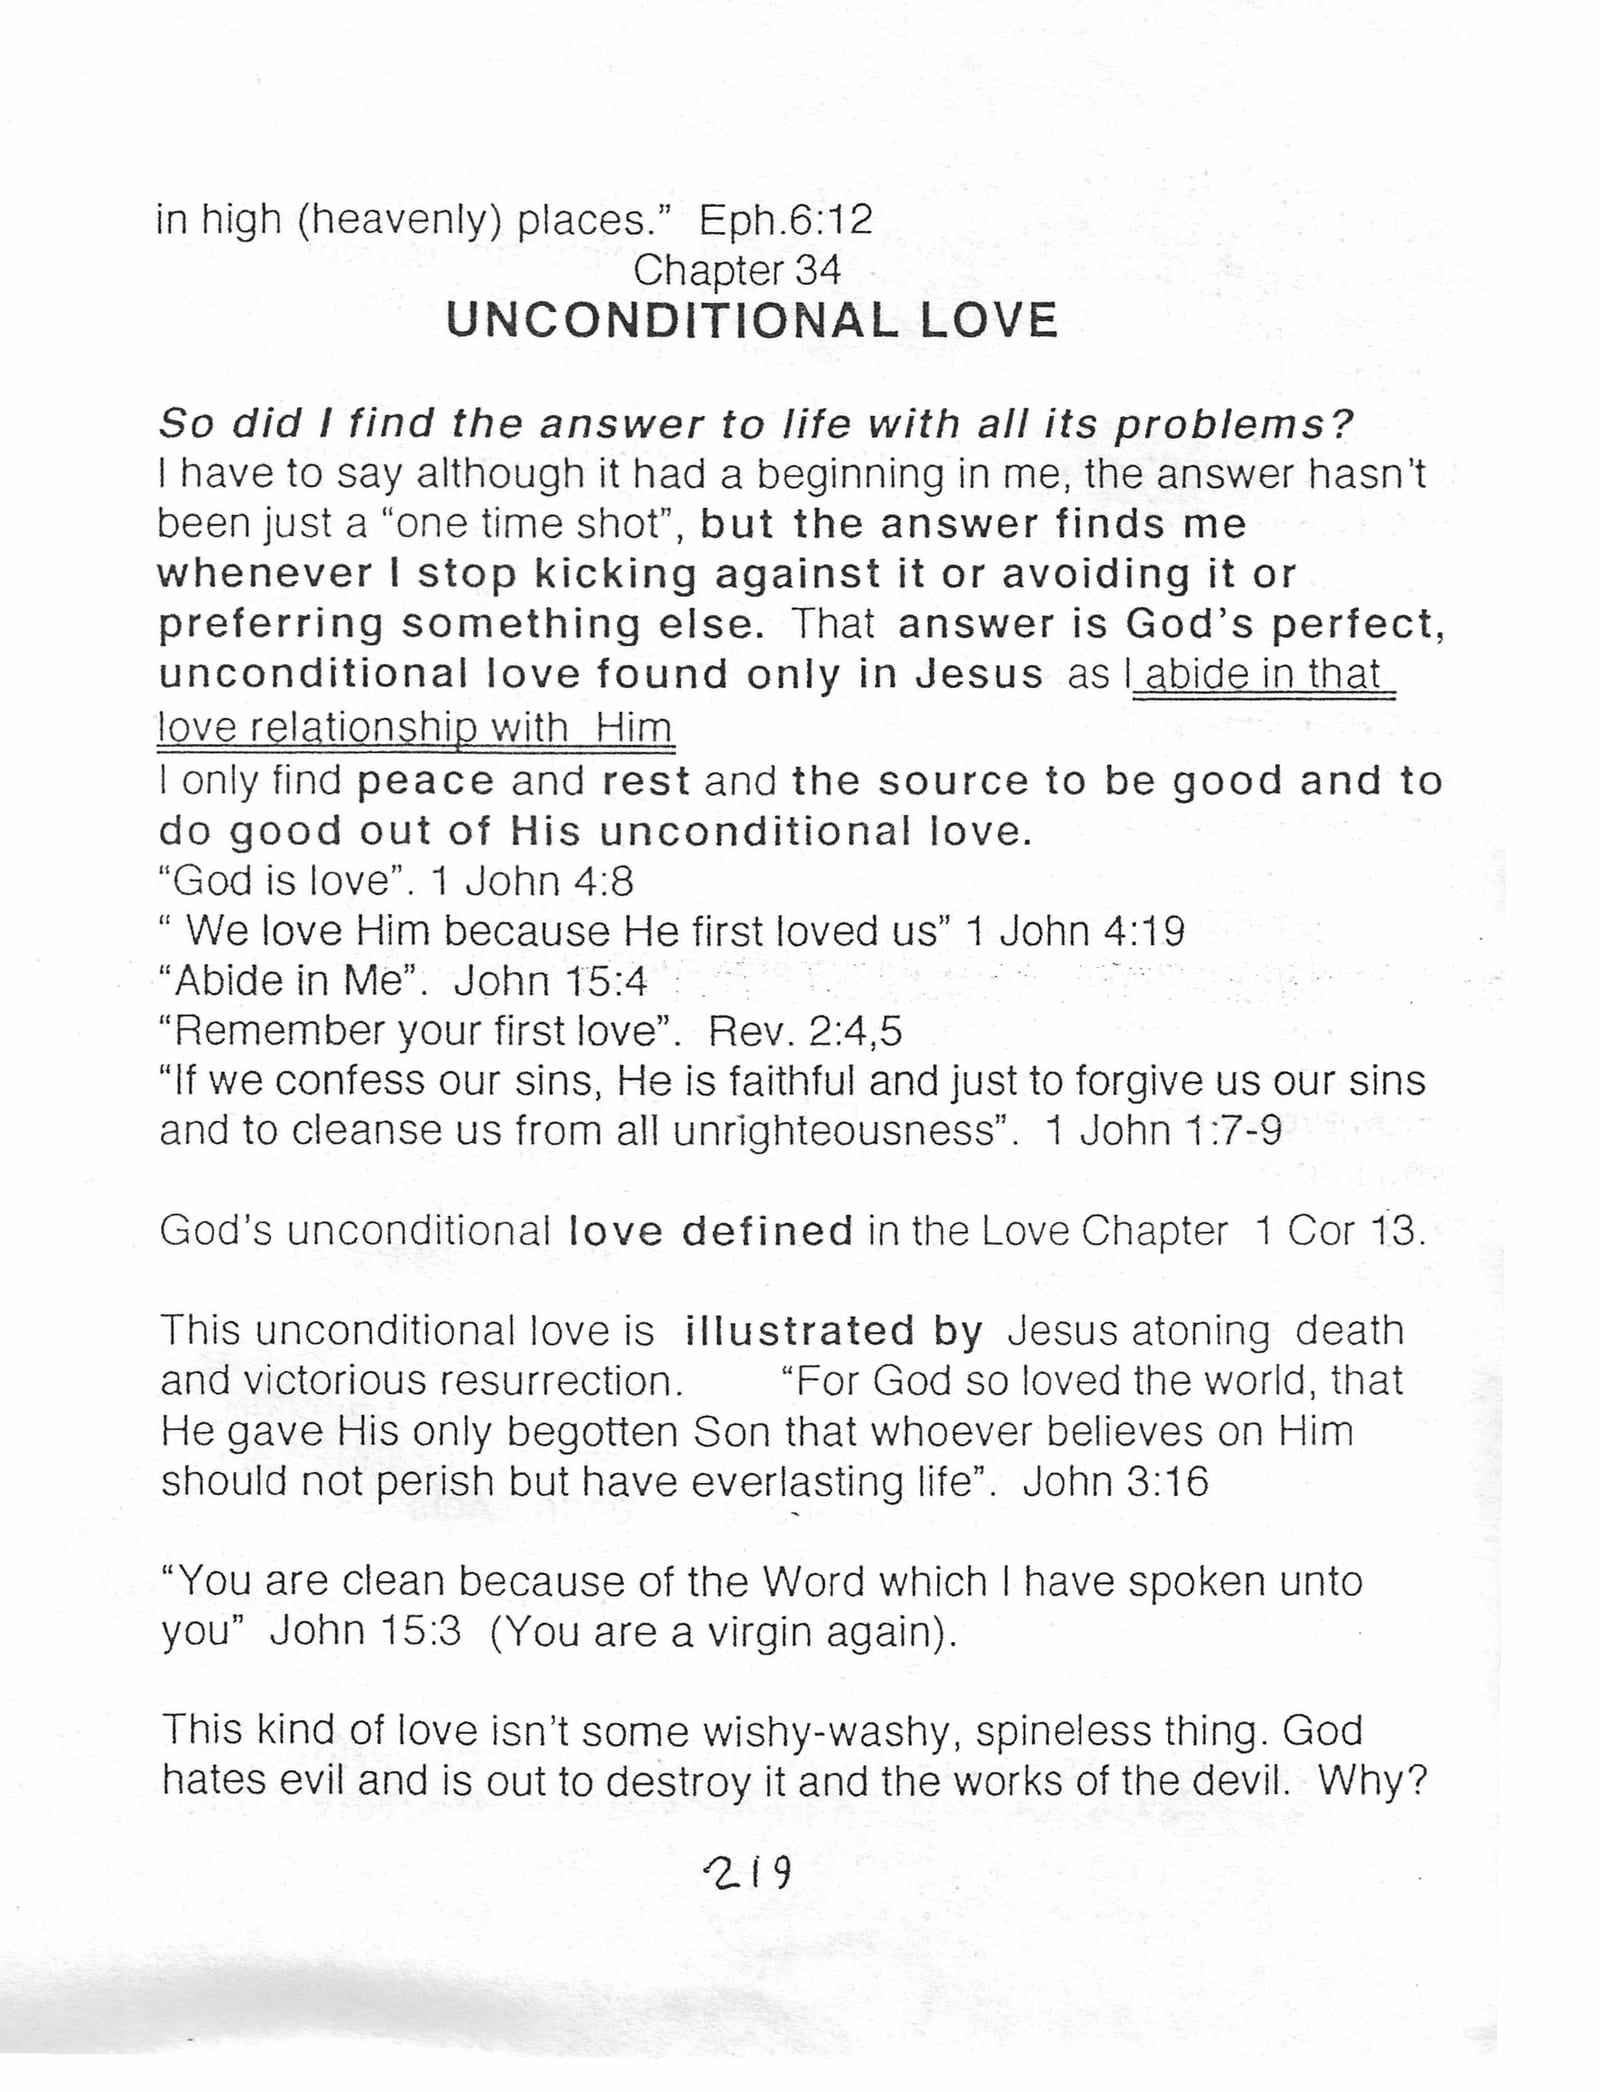 in high (heavenly) places.”  Eph.6:12
Chapter 34
UNCONDITIONAL LOVE
So did I find the answer to life with all its problems?
I have to say although it had a beginning in me, the answer hasn't
been just a “one time shot”, but the answer finds me
whenever I stop kicking against it or avoiding it or
preferring something else.  That answer is God's perfect,
unconditional love found only in Jesus as I abide in that
love relationship with  Him
I only find peace and rest and the source to be good and to
do good out of His unconditional love.
“God is love”. 1 John 4:8
“ We love Him because He first loved us” 1 John 4:19
“Abide in Me”.  John 15:4
“Remember your first love”.  Rev. 2:4,5
“If we confess our sins, He is faithful and just to forgive us our sins
and to cleanse us from all unrighteousness”.  1 John 1:7-9
God's unconditional love defined in the Love Chapter  1 Cor 13.
This unconditional love is  illustrated by  Jesus atoning  death
and victorious resurrection.      “For God so loved the world, that
He gave His only begotten Son that whoever believes on Him
should not perish but have everlasting life”.  John 3:16
“You are clean because of the Word which I have spoken unto
you”  John 15:3  (You are a virgin again).
This kind of love isn't some wishy-washy, spineless thing. God
hates evil and is out to destroy it and the works of the devil.  Why?
219